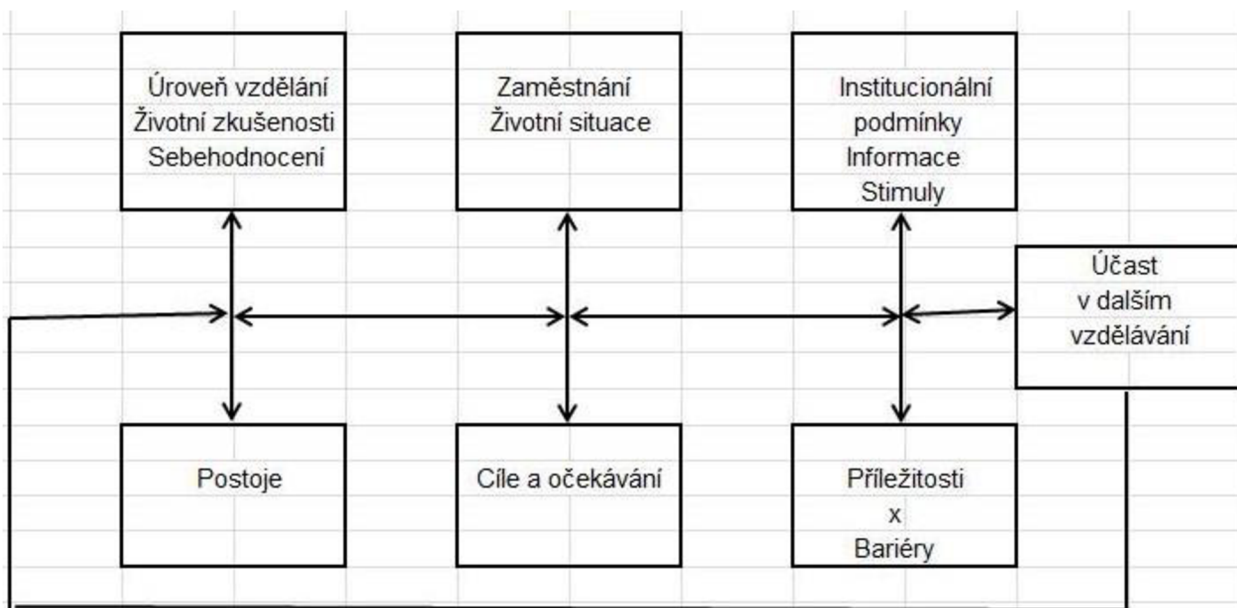 Úroveň vzdělání
Životní zkušenosti
Sebehodnocení
Zaměstnání
Životní situace
Institucionální
podmínky
Informace
Stimuly
Účast
v dalším
vzdělávání
Postoje
Cíle a očekávání
Příležitosti
x
Bariéry